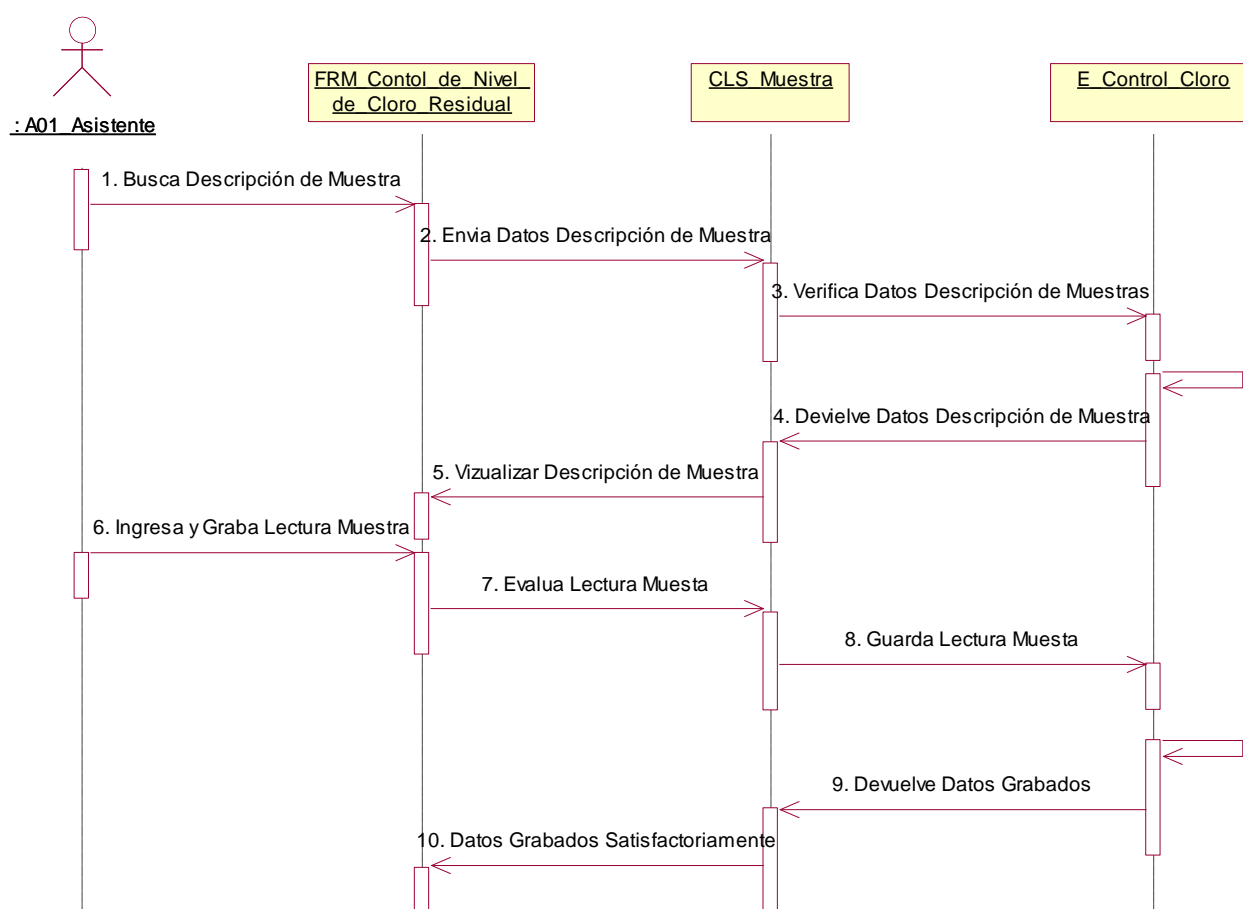 FRM_Contol_de_Nivel_
de_Cloro_Residual
CLS_Muestra
E_Control_Cloro
: A01_Asistente
1. Busca Descripción de Muestra
2. Envia Datos Descripción de Muestra
3. Verifica Datos Descripción de Muestras
4. Devielve Datos Descripción de Muestra
5. Vizualizar Descripción de Muestra
6. Ingresa y Graba Lectura Muestra
7. Evalua Lectura Muesta
8. Guarda Lectura Muesta
9. Devuelve Datos Grabados
10. Datos Grabados Satisfactoriamente